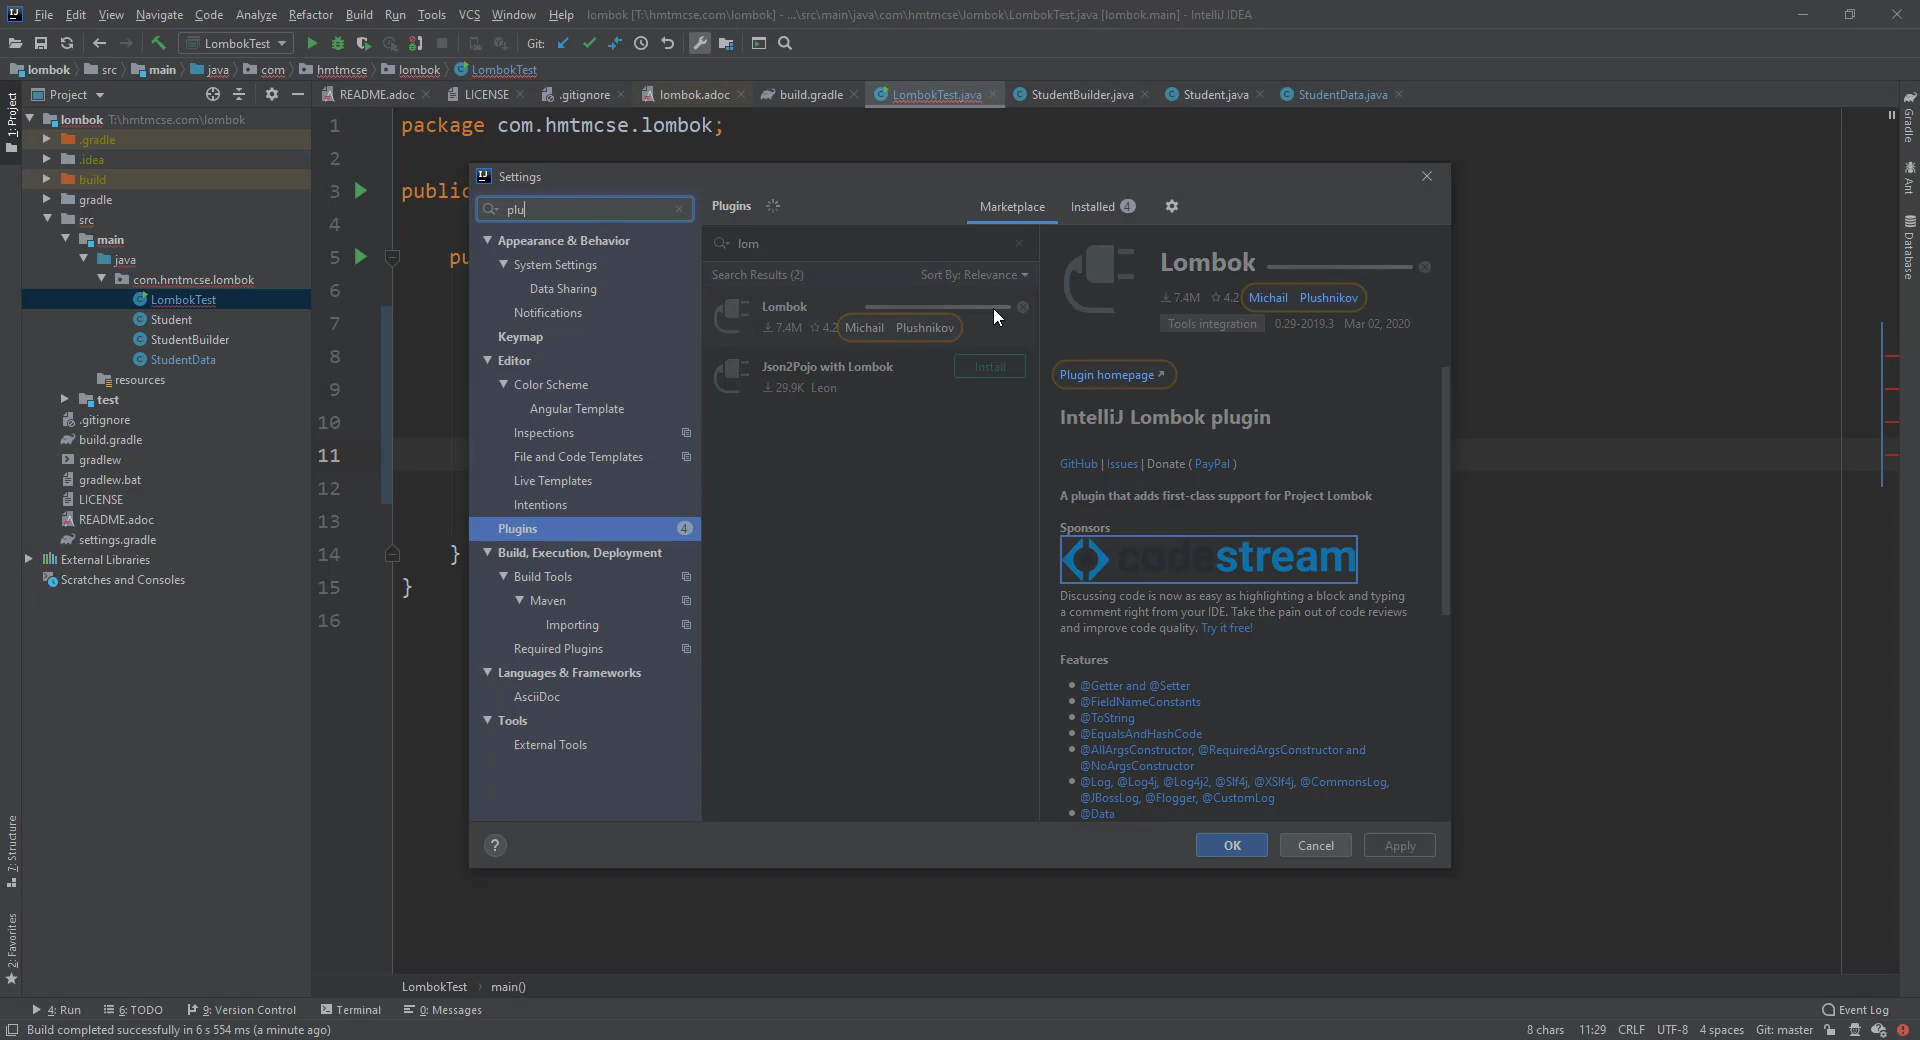 File Edit View Navigate Code Analyze Refactor Build Run Tools VCS Window Help lombok [T:\hmtmcse.com\lombok] - ...\src\main\java\com\hmtmcse\lombok\LombokTest.java [lombok.main] - IntelliJ IDEA
LombokTest Git:
lombok src main java com hmtmcse lombok LombokTest
1: Project
Project
README.adoc LICENSE .gitignore lombok.adoc build.gradle LombokTest.java StudentBuilder.java Student.java StudentData.java
lombok T:\hmtmcse.com\lombok
.gradle
.idea
build
gradle
src
main
java
com.hmtmcse.lombok
LombokTest
Student
StudentBuilder
StudentData
resources
test
.gitignore
build.gradle
gradlew
gradlew.bat
LICENSE
README.adoc
settings.gradle
External Libraries
Scratches and Consoles
7: Structure
2: Favorites
1 package com.hmtmcse.lombok;
2
3 public
4
5 pu
6
7
8
9
10
11
12
13
14 }
15 }
16
Settings
plu
Appearance & Behavior
System Settings
Data Sharing
Notifications
Keymap
Editor
Color Scheme
Angular Template
Inspections
File and Code Templates
Live Templates
Intentions
Plugins 4
Build, Execution, Deployment
Build Tools
Maven
Importing
Required Plugins
Languages & Frameworks
AsciiDoc
Tools
External Tools
Plugins Marketplace Installed 4
lom
Search Results (2) Sort By: Relevance
Lombok
7.4M 4.2 Michail Plushnikov
Json2Pojo with Lombok Install
29.9K Leon
Lombok
7.4M 4.2 Michail Plushnikov
Tools integration 0.29-2019.3 Mar 02, 2020
Plugin homepage
IntelliJ Lombok plugin
GitHub | Issues | Donate ( PayPal )
A plugin that adds first-class support for Project Lombok
Sponsors
codestream
Discussing code is now as easy as highlighting a block and typing
a comment right from your IDE. Take the pain out of code reviews
and improve code quality. Try it free!
Features
@Getter and @Setter
@FieldNameConstants
@ToString
@EqualsAndHashCode
@AllArgsConstructor, @RequiredArgsConstructor and
@NoArgsConstructor
@Log, @Log4j, @Log4j2, @Slf4j, @XSlf4j, @CommonsLog,
@JBossLog, @Flogger, @CustomLog
@Data
? OK Cancel Apply
Gradle
Ant
Database
LombokTest main()
4: Run 6: TODO 9: Version Control Terminal 0: Messages Event Log
Build completed successfully in 6 s 554 ms (a minute ago) 8 chars 11:29 CRLF UTF-8 4 spaces Git: master